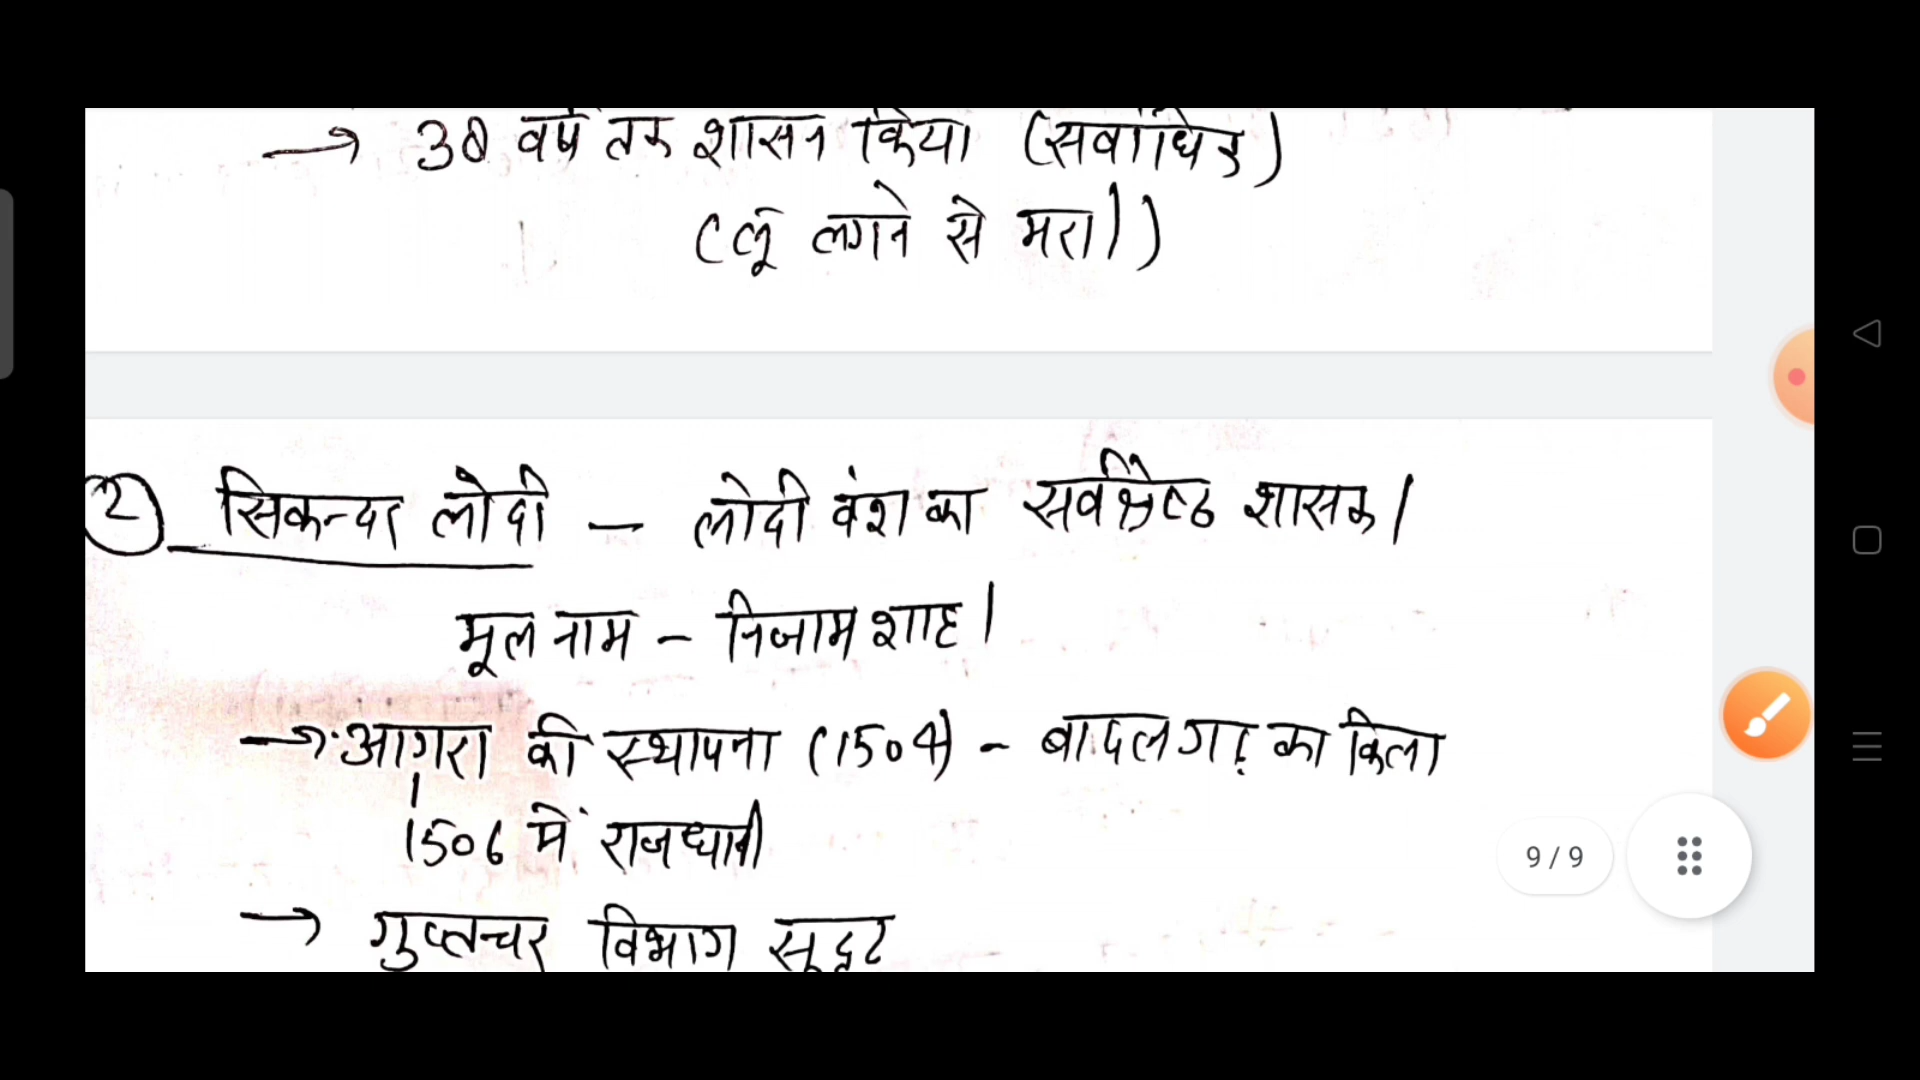 → 38 वर्ष तक शासन किया (सर्वाधिक)
(लू लगने से मरा।)
② सिकन्दर लोदी – लोदी वंश का सर्वश्रेष्ठ शासक।
मूल नाम – निजाम शाह।
→ आगरा की स्थापना (1504) – बादलगढ़ का किला
1506 में राजधानी
→ गुप्तचर विभाग सुदृढ
9 / 9